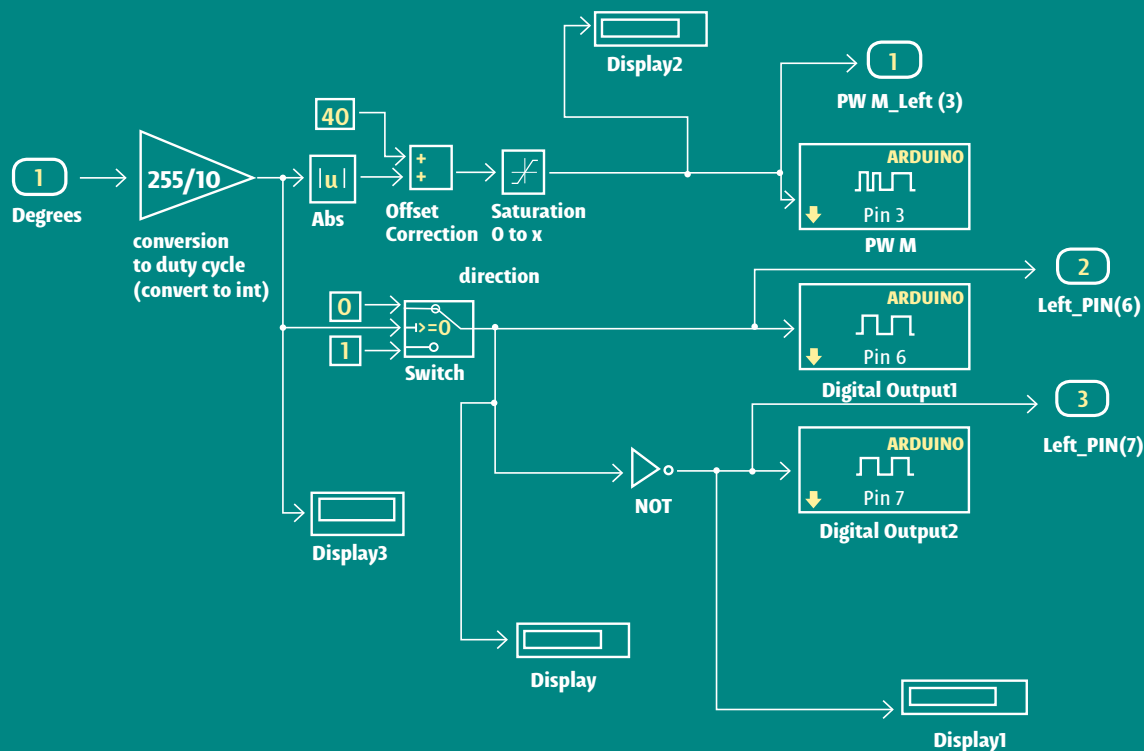 Display2
1
PW M_Left (3)
40
+
+
ARDUINO
Pin 3
PW M
1
Degrees
255/10
conversion
to duty cycle
(convert to int)
|u|
Abs
Offset
Correction
Saturation
0 to x
direction
0
>=0
1
Switch
2
Left_PIN(6)
ARDUINO
Pin 6
Digital Output1
3
Left_PIN(7)
ARDUINO
Pin 7
Digital Output2
NOT
Display3
Display
Display1